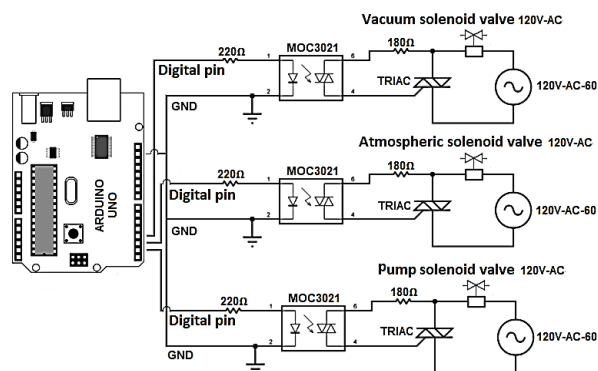 Vacuum solenoid valve 120V-AC
220Ω
MOC3021
180Ω
1
6
Digital pin
TRIAC
120V-AC-60
2
4
GND
Atmospheric solenoid valve 120V-AC
220Ω
MOC3021
180Ω
1
6
Digital pin
TRIAC
120V-AC-60
2
4
GND
ARDUINO
UNO
Pump solenoid valve 120V-AC
220Ω
MOC3021
180Ω
1
6
Digital pin
TRIAC
120V-AC-60
2
4
GND